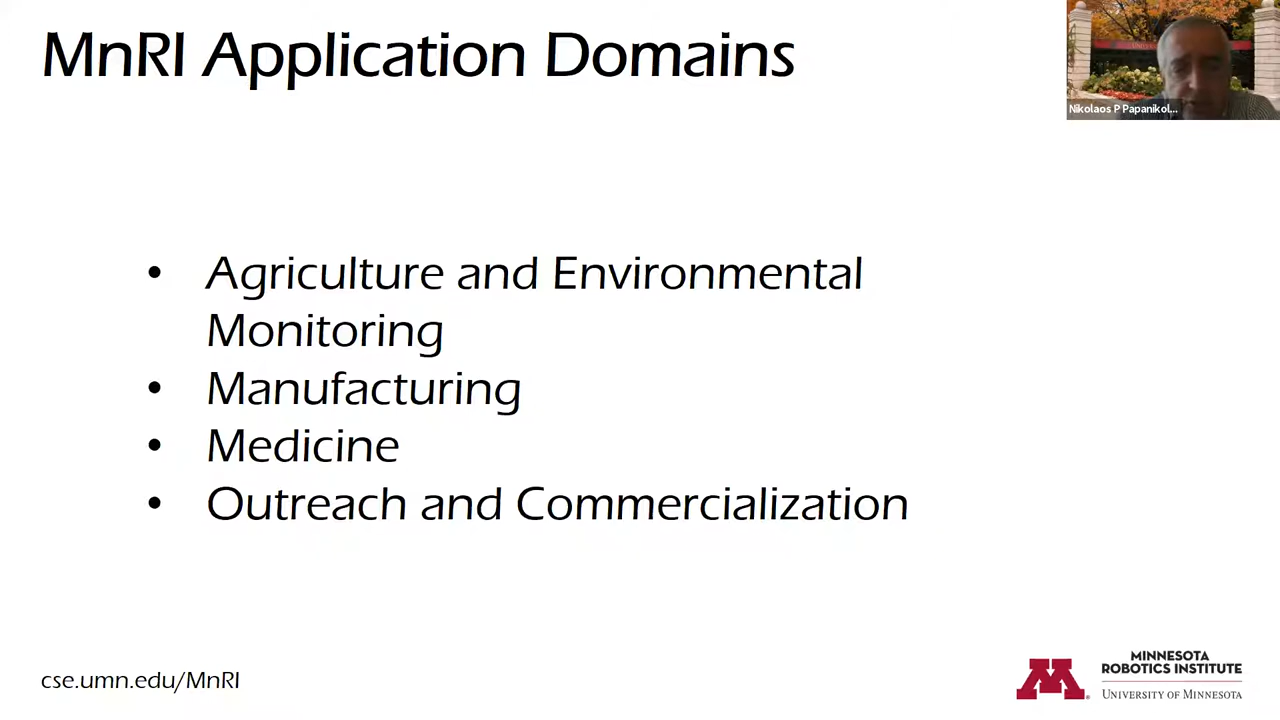 MnRI Application Domains
Nikolaos P Papanikol...
• Agriculture and Environmental
Monitoring
• Manufacturing
• Medicine
• Outreach and Commercialization
cse.umn.edu/MnRI
MINNESOTA
ROBOTICS INSTITUTE
UNIVERSITY OF MINNESOTA